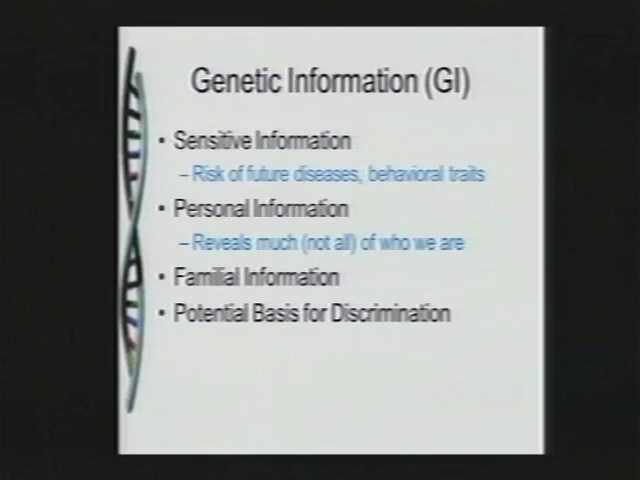 Genetic Information (GI)
• Sensitive Information
– Risk of future diseases, behavioral traits
• Personal Information
– Reveals much (not all) of who we are
• Familial Information
• Potential Basis for Discrimination